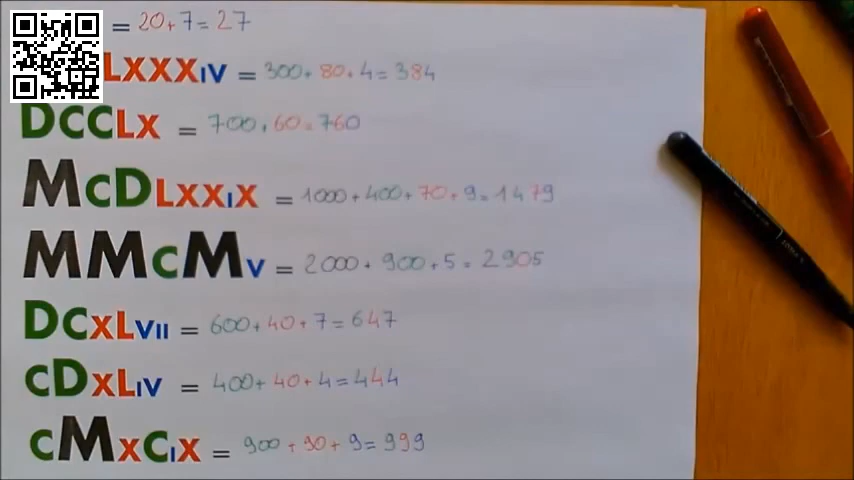 = 20+7=27
LXXXIV = 300+80+4=384
DCCLX = 700+60=760
MCDLXXIX = 1000+400+70+9=1479
MMCMV = 2000+900+5=2905
DCXLVII = 600+40+7=647
CDXLIV = 400+40+4=444
CMXCIX = 900+90+9=999